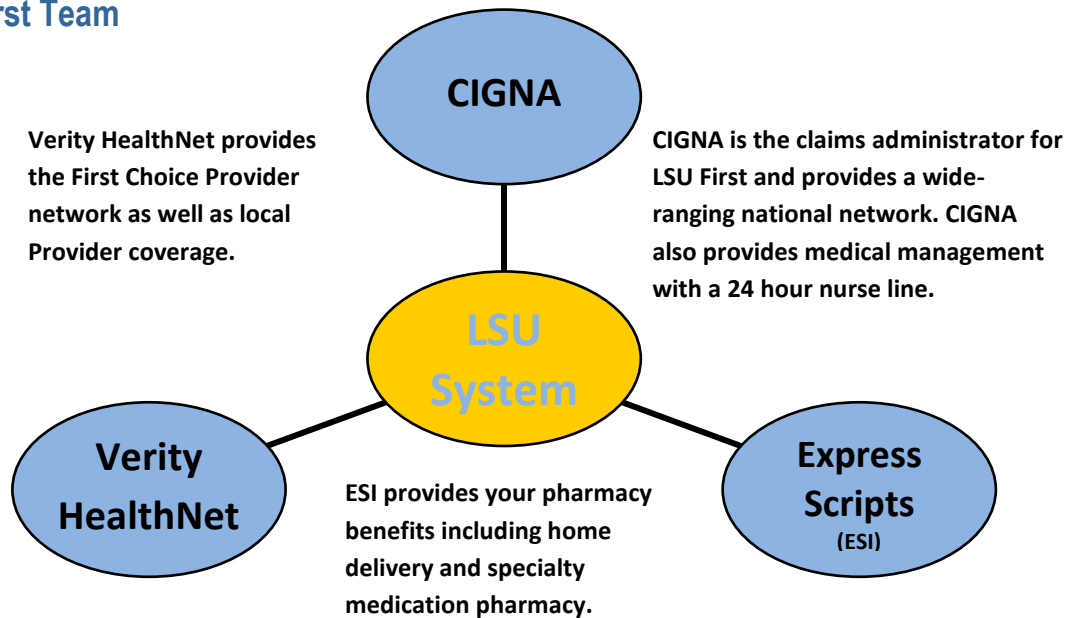 rst Team
CIGNA
Verity HealthNet provides
the First Choice Provider
network as well as local
Provider coverage.
CIGNA is the claims administrator for
LSU First and provides a wide-
ranging national network. CIGNA
also provides medical management
with a 24 hour nurse line.
LSU
System
Verity
HealthNet
ESI provides your pharmacy
benefits including home
delivery and specialty
medication pharmacy.
Express
Scripts
(ESI)